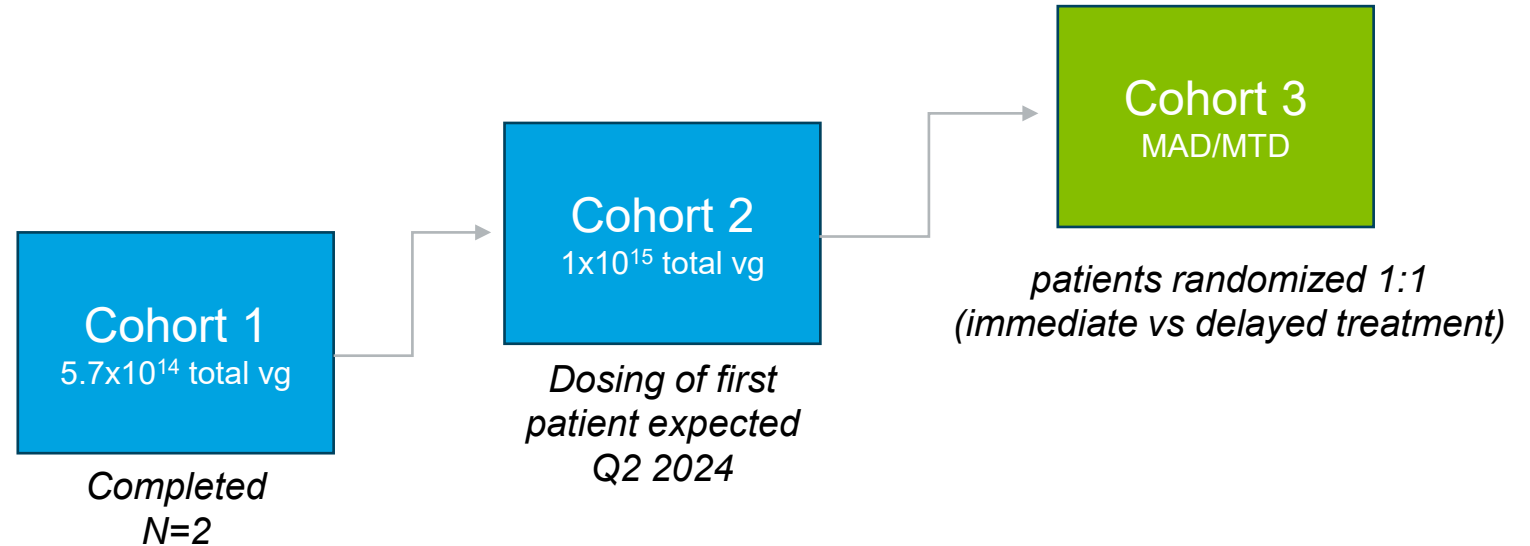 Cohort 1
5.7x10¹⁴ total vg
Completed
N=2
Cohort 2
1x10¹⁵ total vg
Dosing of first
patient expected
Q2 2024
Cohort 3
MAD/MTD
patients randomized 1:1
(immediate vs delayed treatment)